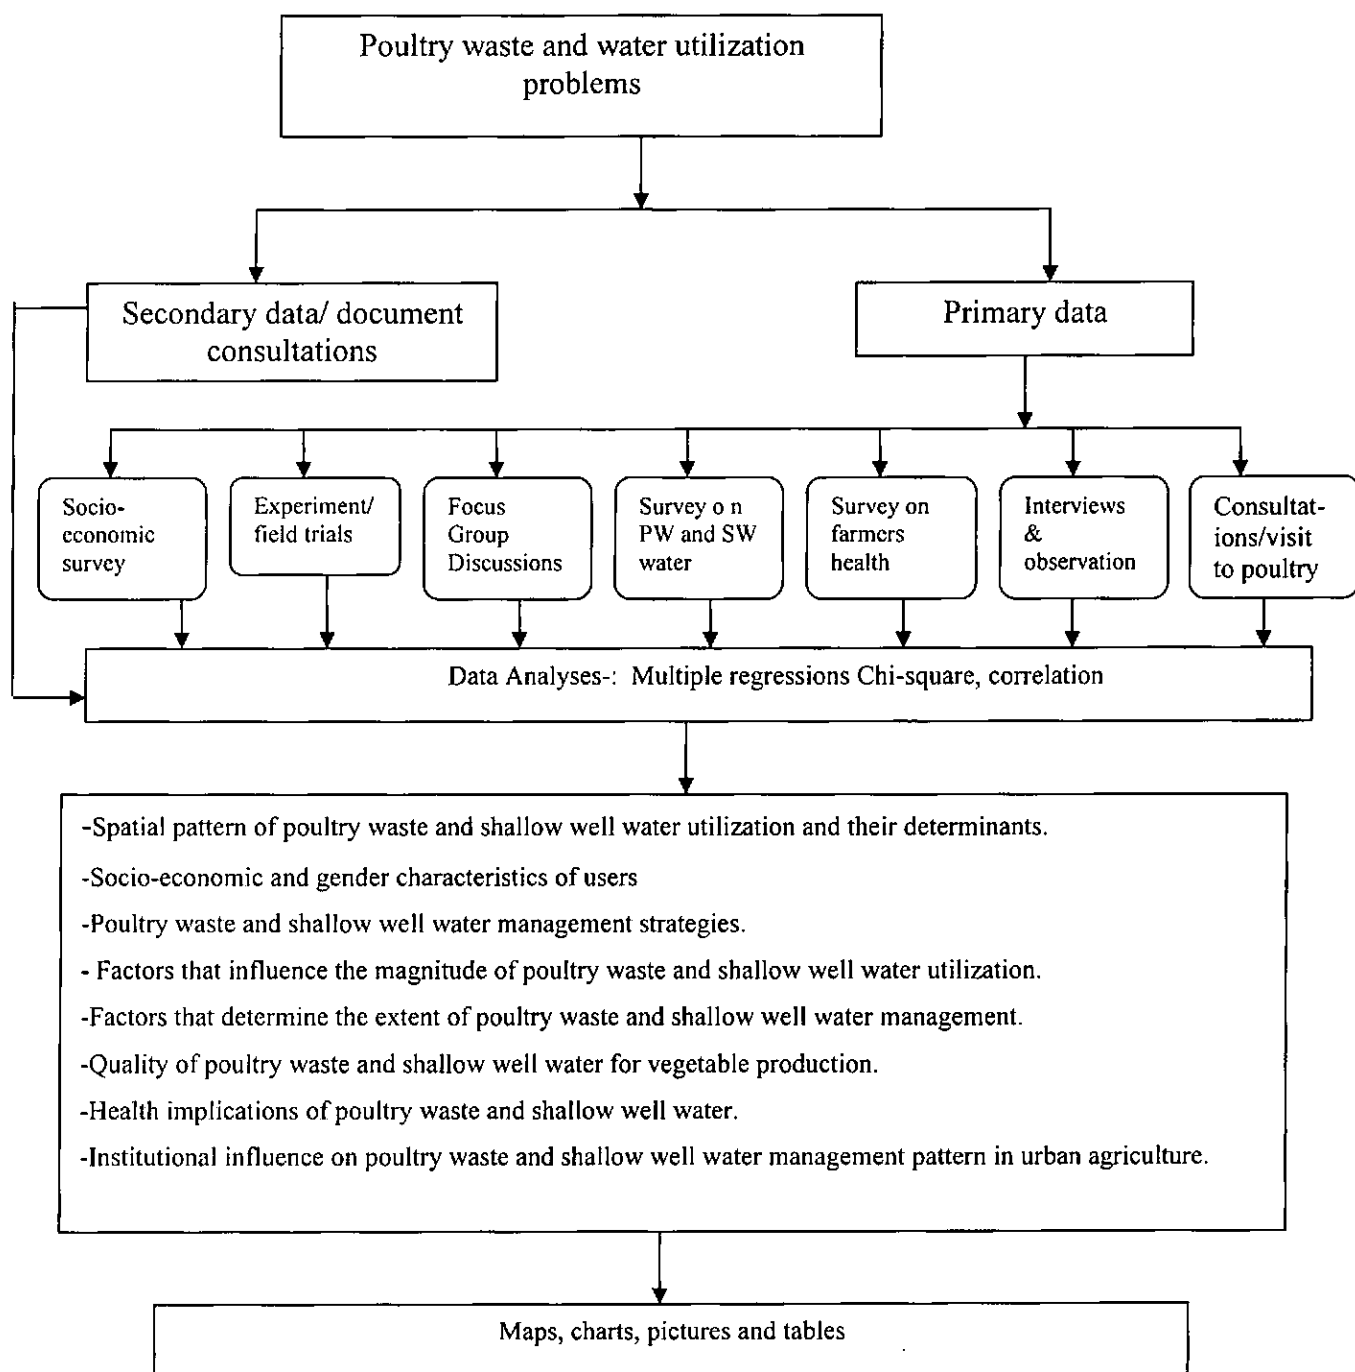 Poultry waste and water utilization
problems
Secondary data/ document
consultations
Primary data
Socio-
economic
survey
Experiment/
field trials
Focus
Group
Discussions
Survey o n
PW and SW
water
Survey on
farmers
health
Interviews
&
observation
Consultat-
ions/visit
to poultry
Data Analyses-: Multiple regressions Chi-square, correlation
-Spatial pattern of poultry waste and shallow well water utilization and their determinants.
-Socio-economic and gender characteristics of users
-Poultry waste and shallow well water management strategies.
- Factors that influence the magnitude of poultry waste and shallow well water utilization.
-Factors that determine the extent of poultry waste and shallow well water management.
-Quality of poultry waste and shallow well water for vegetable production.
-Health implications of poultry waste and shallow well water.
-Institutional influence on poultry waste and shallow well water management pattern in urban agriculture.
Maps, charts, pictures and tables